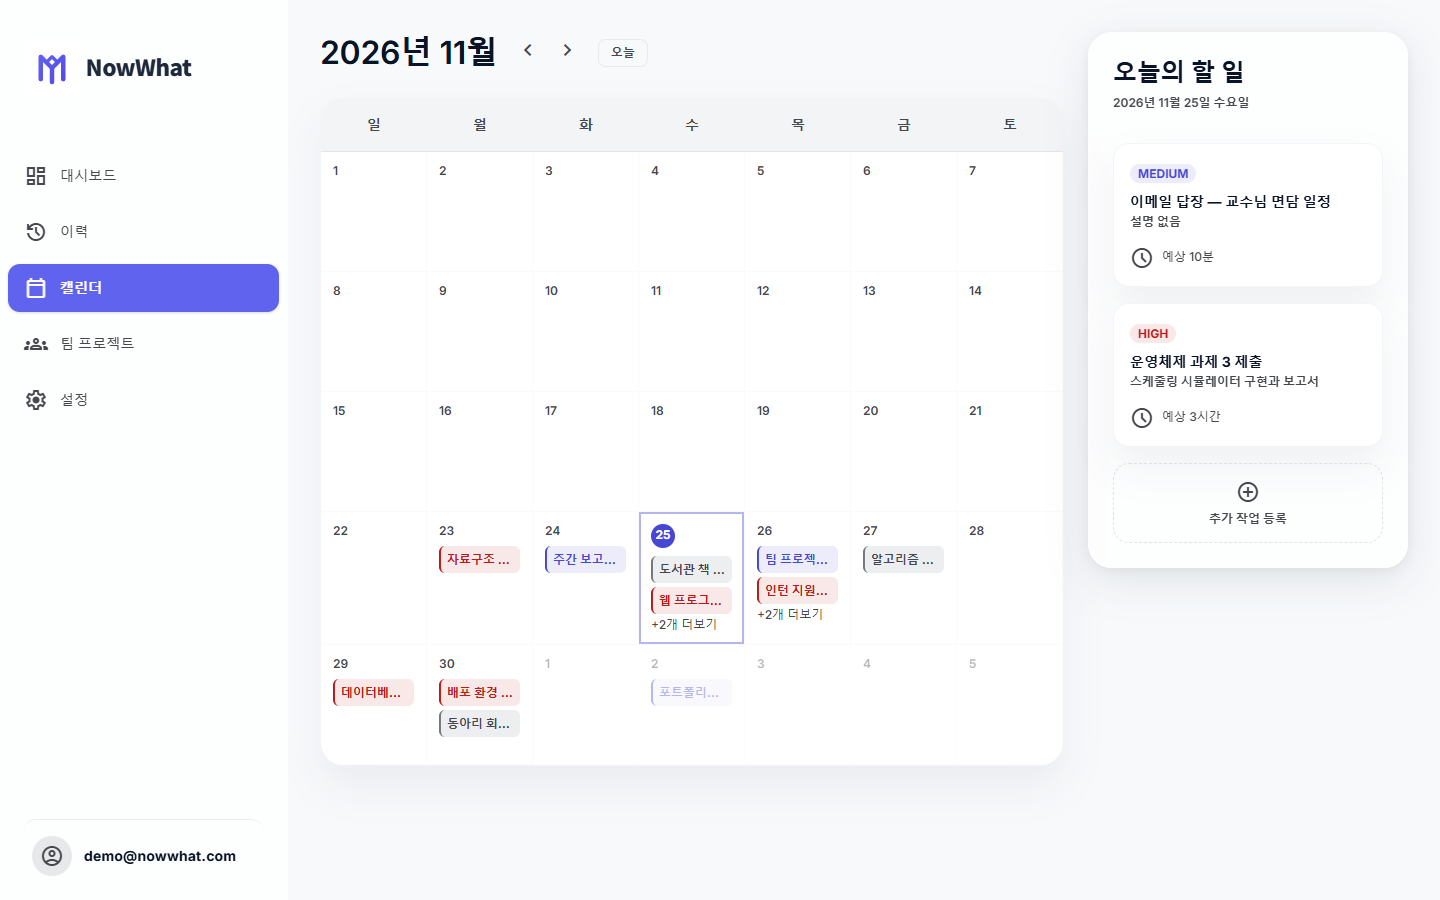 NowWhat
대시보드
이력
캘린더
팀 프로젝트
설정
demo@nowwhat.com
2026년 11월
오늘
일 월 화 수 목 금 토
1 2 3 4 5 6 7
8 9 10 11 12 13 14
15 16 17 18 19 20 21
22 23 24 25 26 27 28
자료구조 ...
주간 보고...
도서관 책 ...
웹 프로그...
+2개 더보기
팀 프로젝...
인턴 지원...
+2개 더보기
알고리즘 ...
29 30 1 2 3 4 5
데이터베...
배포 환경 ...
동아리 회...
포트폴리...
오늘의 할 일
2026년 11월 25일 수요일
MEDIUM
이메일 답장 — 교수님 면담 일정
설명 없음
예상 10분
HIGH
운영체제 과제 3 제출
스케줄링 시뮬레이터 구현과 보고서
예상 3시간
추가 작업 등록